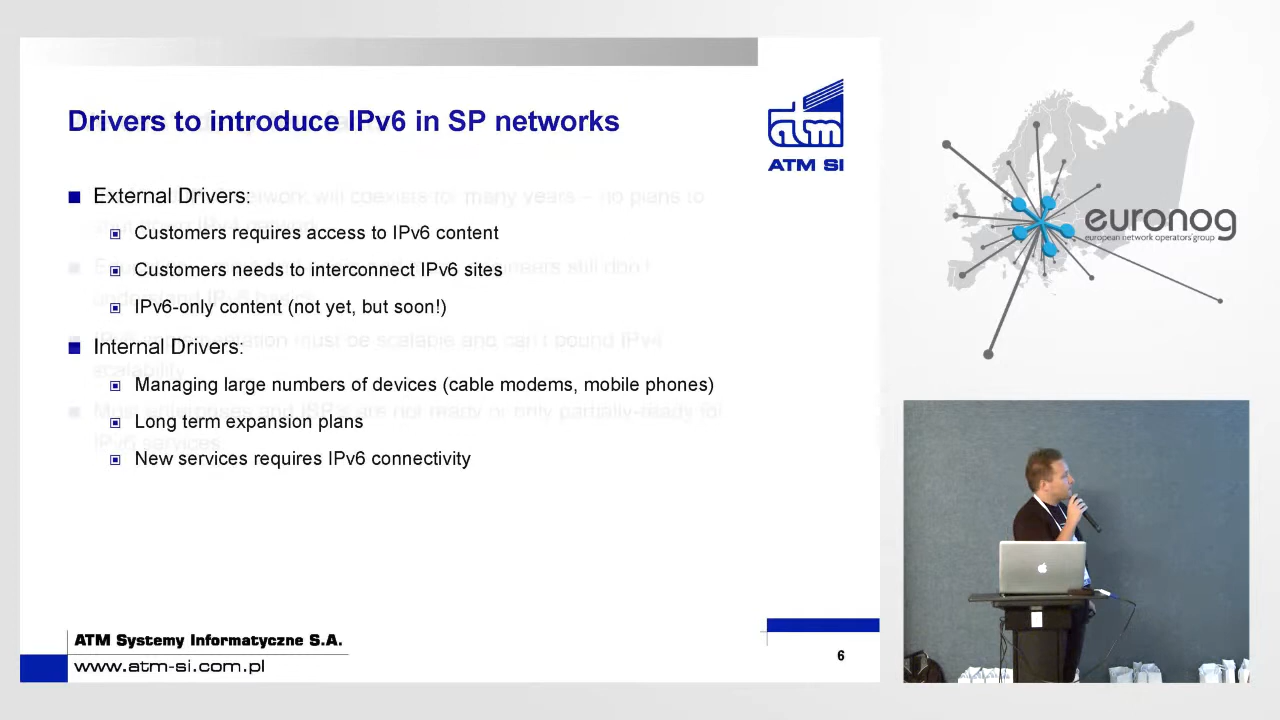 Drivers to introduce IPv6 in SP networks
ATM SI
External Drivers:
Customers requires access to IPv6 content
Customers needs to interconnect IPv6 sites
IPv6-only content (not yet, but soon!)
Internal Drivers:
Managing large numbers of devices (cable modems, mobile phones)
Long term expansion plans
New services requires IPv6 connectivity
ATM Systemy Informatyczne S.A.
www.atm-si.com.pl
6
euronog
european network operators' group